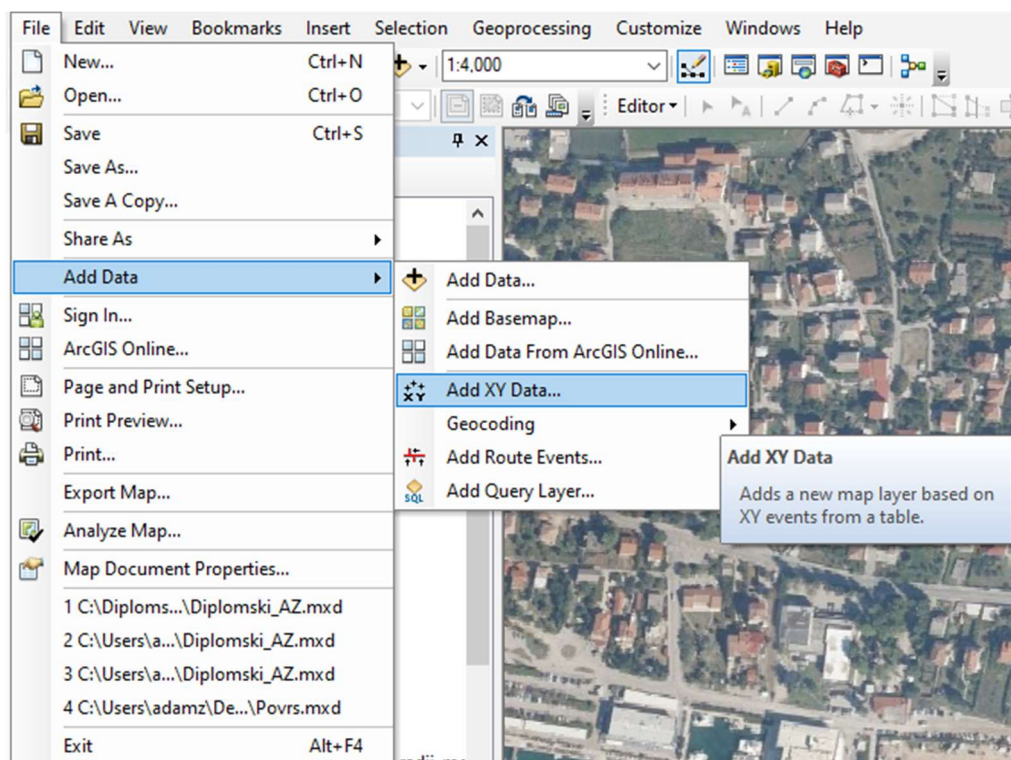 File Edit View Bookmarks Insert Selection Geoprocessing Customize Windows Help
New... Ctrl+N
1:4,000
Open... Ctrl+O
Editor
Save Ctrl+S
Save As...
Save A Copy...
Share As
Add Data
Sign In...
ArcGIS Online...
Page and Print Setup...
Print Preview...
Print...
Export Map...
Analyze Map...
Map Document Properties...
1 C:\Diploms...\Diplomski_AZ.mxd
2 C:\Users\a...\Diplomski_AZ.mxd
3 C:\Users\a...\Diplomski_AZ.mxd
4 C:\Users\adamz\De...\Povrs.mxd
Exit Alt+F4
Add Data...
Add Basemap...
Add Data From ArcGIS Online...
Add XY Data...
Geocoding
Add Route Events...
SQL Add Query Layer...
Add XY Data
Adds a new map layer based on
XY events from a table.